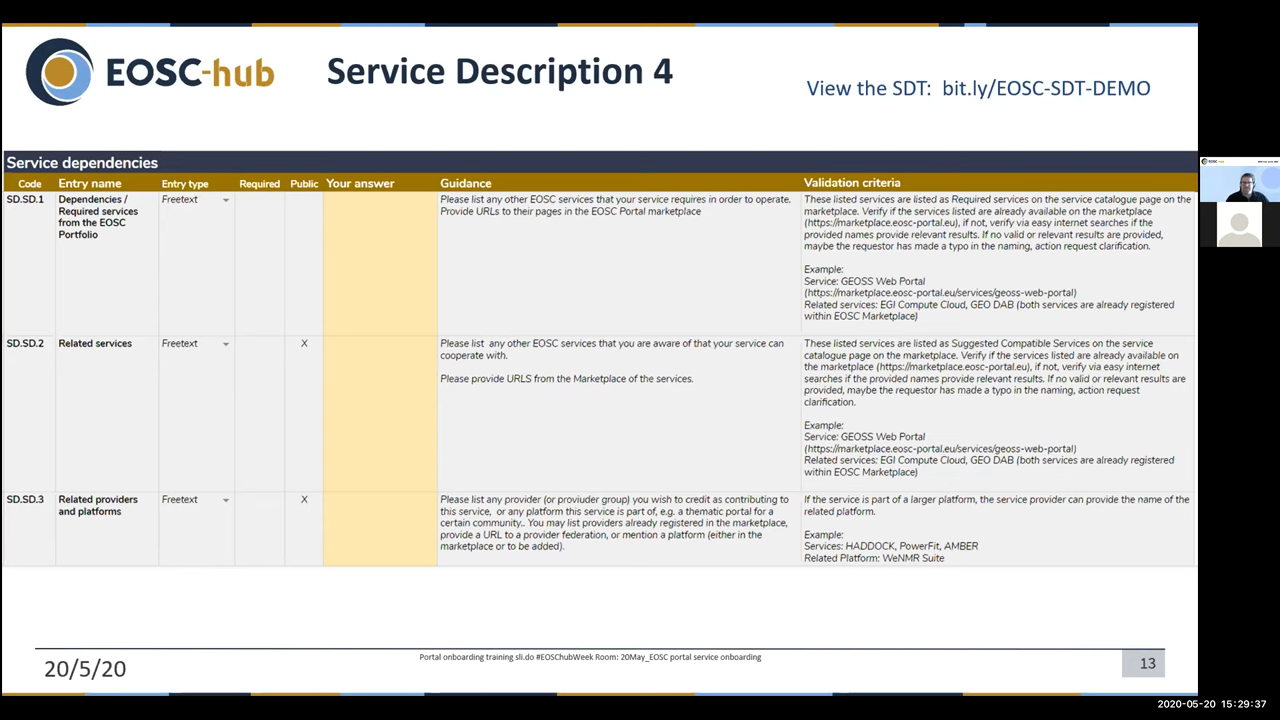 EOSC-hub
Service Description 4
View the SDT: bit.ly/EOSC-SDT-DEMO
Service dependencies
Code Entry name Entry type Required Public Your answer Guidance Validation criteria
SD.SD.1
Dependencies /
Required services
from the EOSC
Portfolio
Freetext
Please list any other EOSC services that your service requires in order to operate.
Provide URLs to their pages in the EOSC Portal marketplace
These listed services are listed as Required services on the service catalogue page on the
marketplace. Verify if the services listed are already available on the marketplace
(https://marketplace.eosc-portal.eu), if not, verify via easy internet searches if the
provided names provide relevant results. If no valid or relevant results are provided,
maybe the requestor has made a typo in the naming, action request clarification.
Example:
Service: GEOSS Web Portal
(https://marketplace.eosc-portal.eu/services/geoss-web-portal)
Related services: EGI Compute Cloud, GEO DAB (both services are already registered
within EOSC Marketplace)
SD.SD.2
Related services
Freetext
X
Please list any other EOSC services that you are aware of that your service can
cooperate with.
Please provide URLS from the Marketplace of the services.
These listed services are listed as Suggested Compatible Services on the service
catalogue page on the marketplace. Verify if the services listed are already available on
the marketplace (https://marketplace.eosc-portal.eu), if not, verify via easy internet
searches if the provided names provide relevant results. If no valid or relevant results are
provided, maybe the requestor has made a typo in the naming, action request
clarification.
Example:
Service: GEOSS Web Portal
(https://marketplace.eosc-portal.eu/services/geoss-web-portal)
Related services: EGI Compute Cloud, GEO DAB (both services are already registered
within EOSC Marketplace)
SD.SD.3
Related providers
and platforms
Freetext
X
Please list any provider (or proviuder group) you wish to credit as contributing to
this service, or any platform this service is part of, e.g. a thematic portal for a
certain community.. You may list providers already registered in the marketplace,
provide a URL to a provider federation, or mention a platform (either in the
marketplace or to be added).
If the service is part of a larger platform, the service provider can provide the name of the
related platform.
Example:
Services: HADDOCK, PowerFit, AMBER
Related Platform: WeNMR Suite
20/5/20
Portal onboarding training sli.do #EOSChubWeek Room: 20May_EOSC portal service onboarding
13
2020-05-20 15:29:37